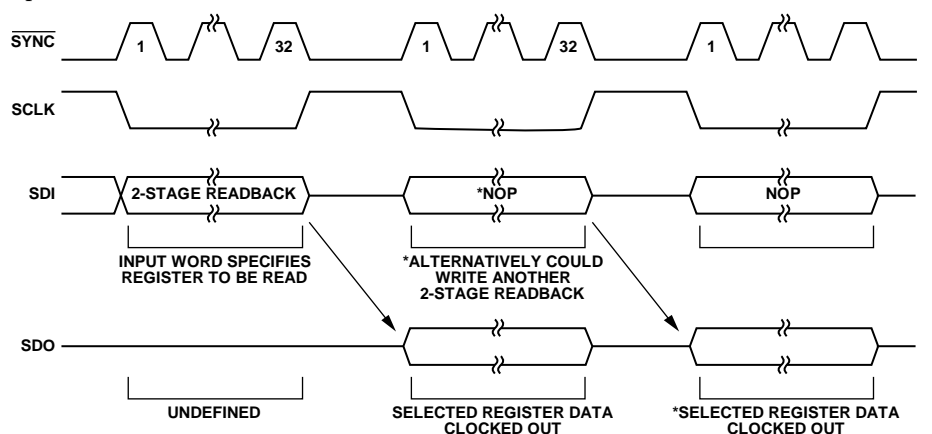 SYNC
1
32
1
32
1
SCLK
SDI
2-STAGE READBACK
*NOP
NOP
INPUT WORD SPECIFIES
REGISTER TO BE READ
*ALTERNATIVELY COULD
WRITE ANOTHER
2-STAGE READBACK
SDO
UNDEFINED
SELECTED REGISTER DATA
CLOCKED OUT
*SELECTED REGISTER DATA
CLOCKED OUT